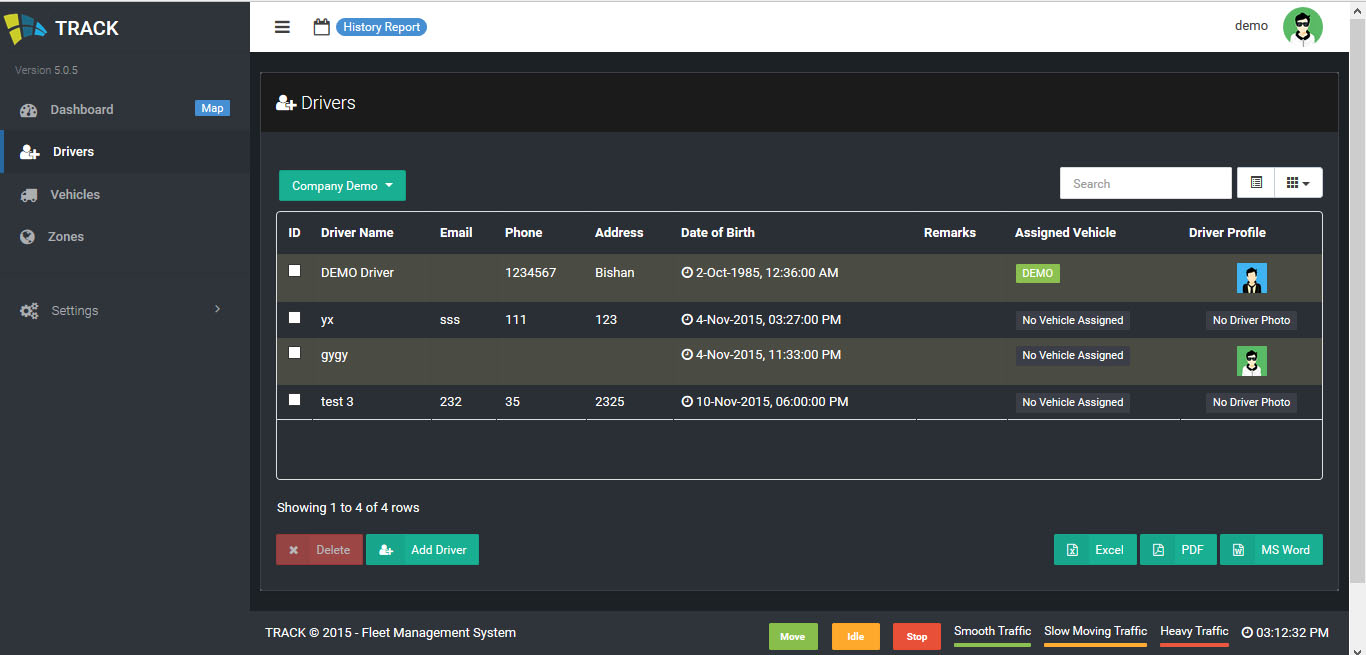 TRACK
History Report
demo
Version 5.0.5
Dashboard Map
Drivers
Vehicles
Zones
Settings
Drivers
Company Demo
Search
ID Driver Name Email Phone Address Date of Birth Remarks Assigned Vehicle Driver Profile
DEMO Driver 1234567 Bishan 2-Oct-1985, 12:36:00 AM DEMO
yx sss 111 123 4-Nov-2015, 03:27:00 PM No Vehicle Assigned No Driver Photo
gygy 4-Nov-2015, 11:33:00 PM No Vehicle Assigned
test 3 232 35 2325 10-Nov-2015, 06:00:00 PM No Vehicle Assigned No Driver Photo
Showing 1 to 4 of 4 rows
Delete Add Driver Excel PDF MS Word
TRACK © 2015 - Fleet Management System Move Idle Stop Smooth Traffic Slow Moving Traffic Heavy Traffic 03:12:32 PM